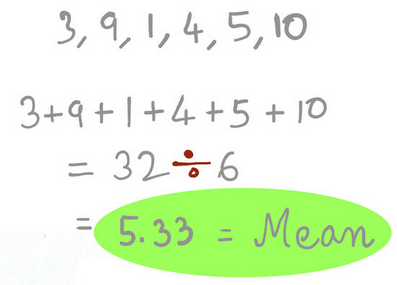 3, 9, 1, 4, 5, 10
3+9+1+4+5+10
= 32 ÷ 6
= 5.33 = Mean